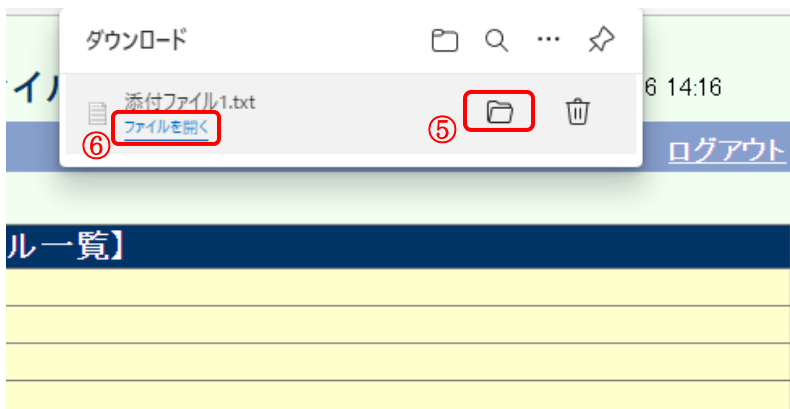 ダウンロード
イル
添付ファイル1.txt
6 14:16
⑥
ファイルを開く
⑤
ログアウト
ル一覧】